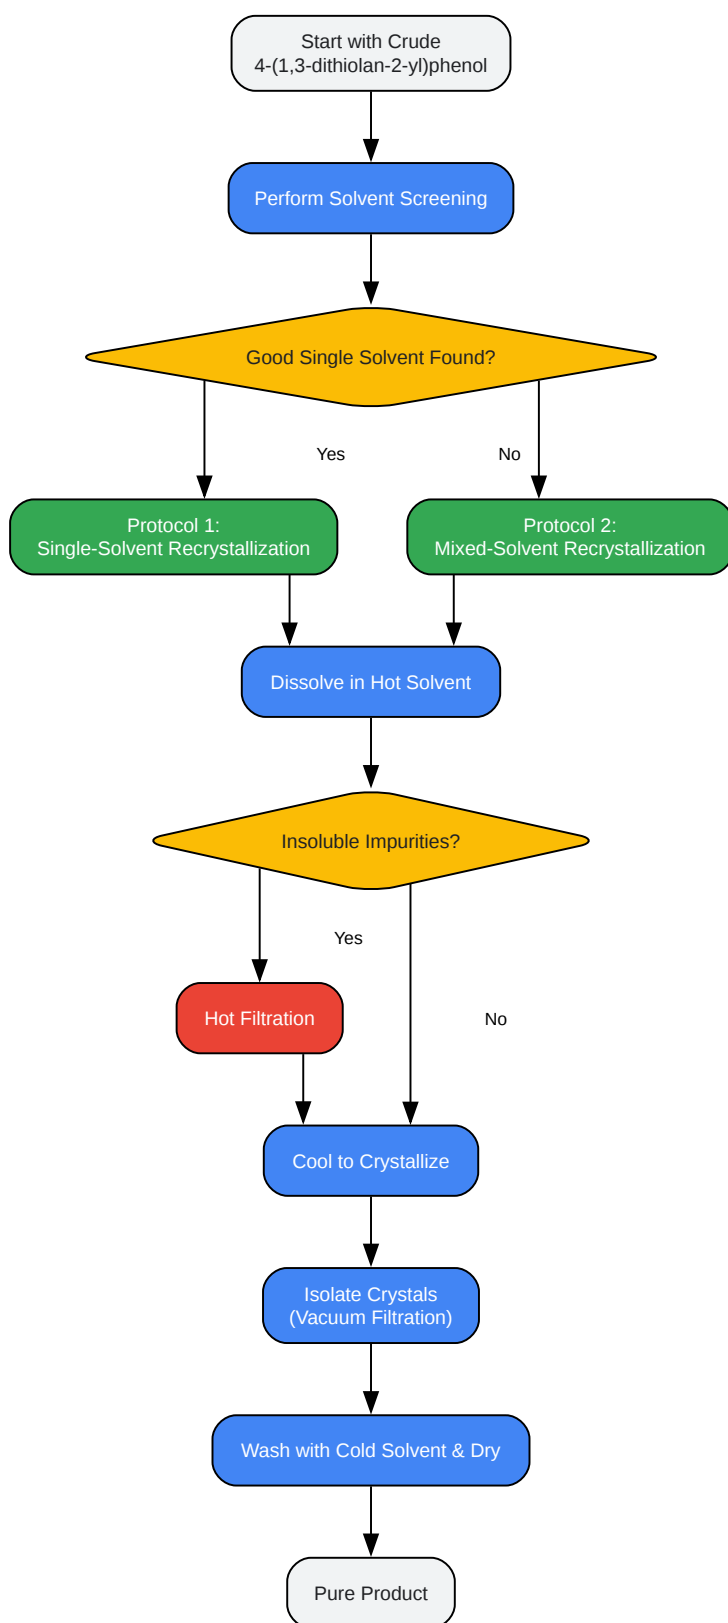 Start with Crude
4-(1,3-dithiolan-2-yl)phenol
Perform Solvent Screening
Good Single Solvent Found?
Yes
No
Protocol 1:
Single-Solvent Recrystallization
Protocol 2:
Mixed-Solvent Recrystallization
Dissolve in Hot Solvent
Insoluble Impurities?
Yes
Hot Filtration
No
Cool to Crystallize
Isolate Crystals
(Vacuum Filtration)
Wash with Cold Solvent & Dry
Pure Product